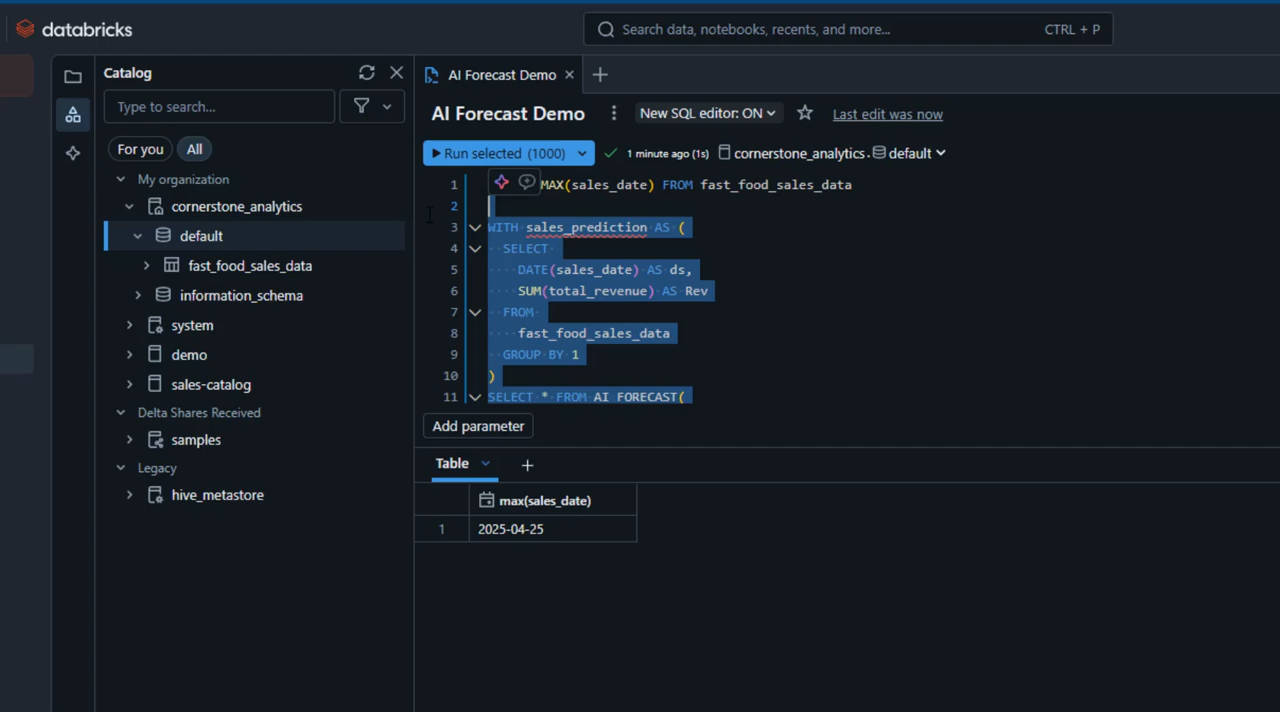 databricks
Search data, notebooks, recents, and more... CTRL + P
Catalog
Type to search...
For you All
My organization
cornerstone_analytics
default
fast_food_sales_data
information_schema
system
demo
sales-catalog
Delta Shares Received
samples
Legacy
hive_metastore
AI Forecast Demo
AI Forecast Demo New SQL editor: ON Last edit was now
Run selected (1000) 1 minute ago (1s) cornerstone_analytics. default
1 MAX(sales_date) FROM fast_food_sales_data
2
3 WITH sales_prediction AS (
4 SELECT
5 DATE(sales_date) AS ds,
6 SUM(total_revenue) AS Rev
7 FROM
8 fast_food_sales_data
9 GROUP BY 1
10 )
11 SELECT * FROM AI_FORECAST(
Add parameter
Table
max(sales_date)
1 2025-04-25